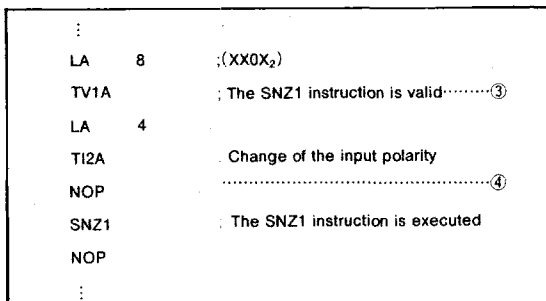 ⋮
LA 8 ;(XX0X₂)
TV1A ; The SNZ1 instruction is valid·········③
LA 4
TI2A Change of the input polarity
NOP ·······································④
SNZ1 ; The SNZ1 instruction is executed
NOP
⋮